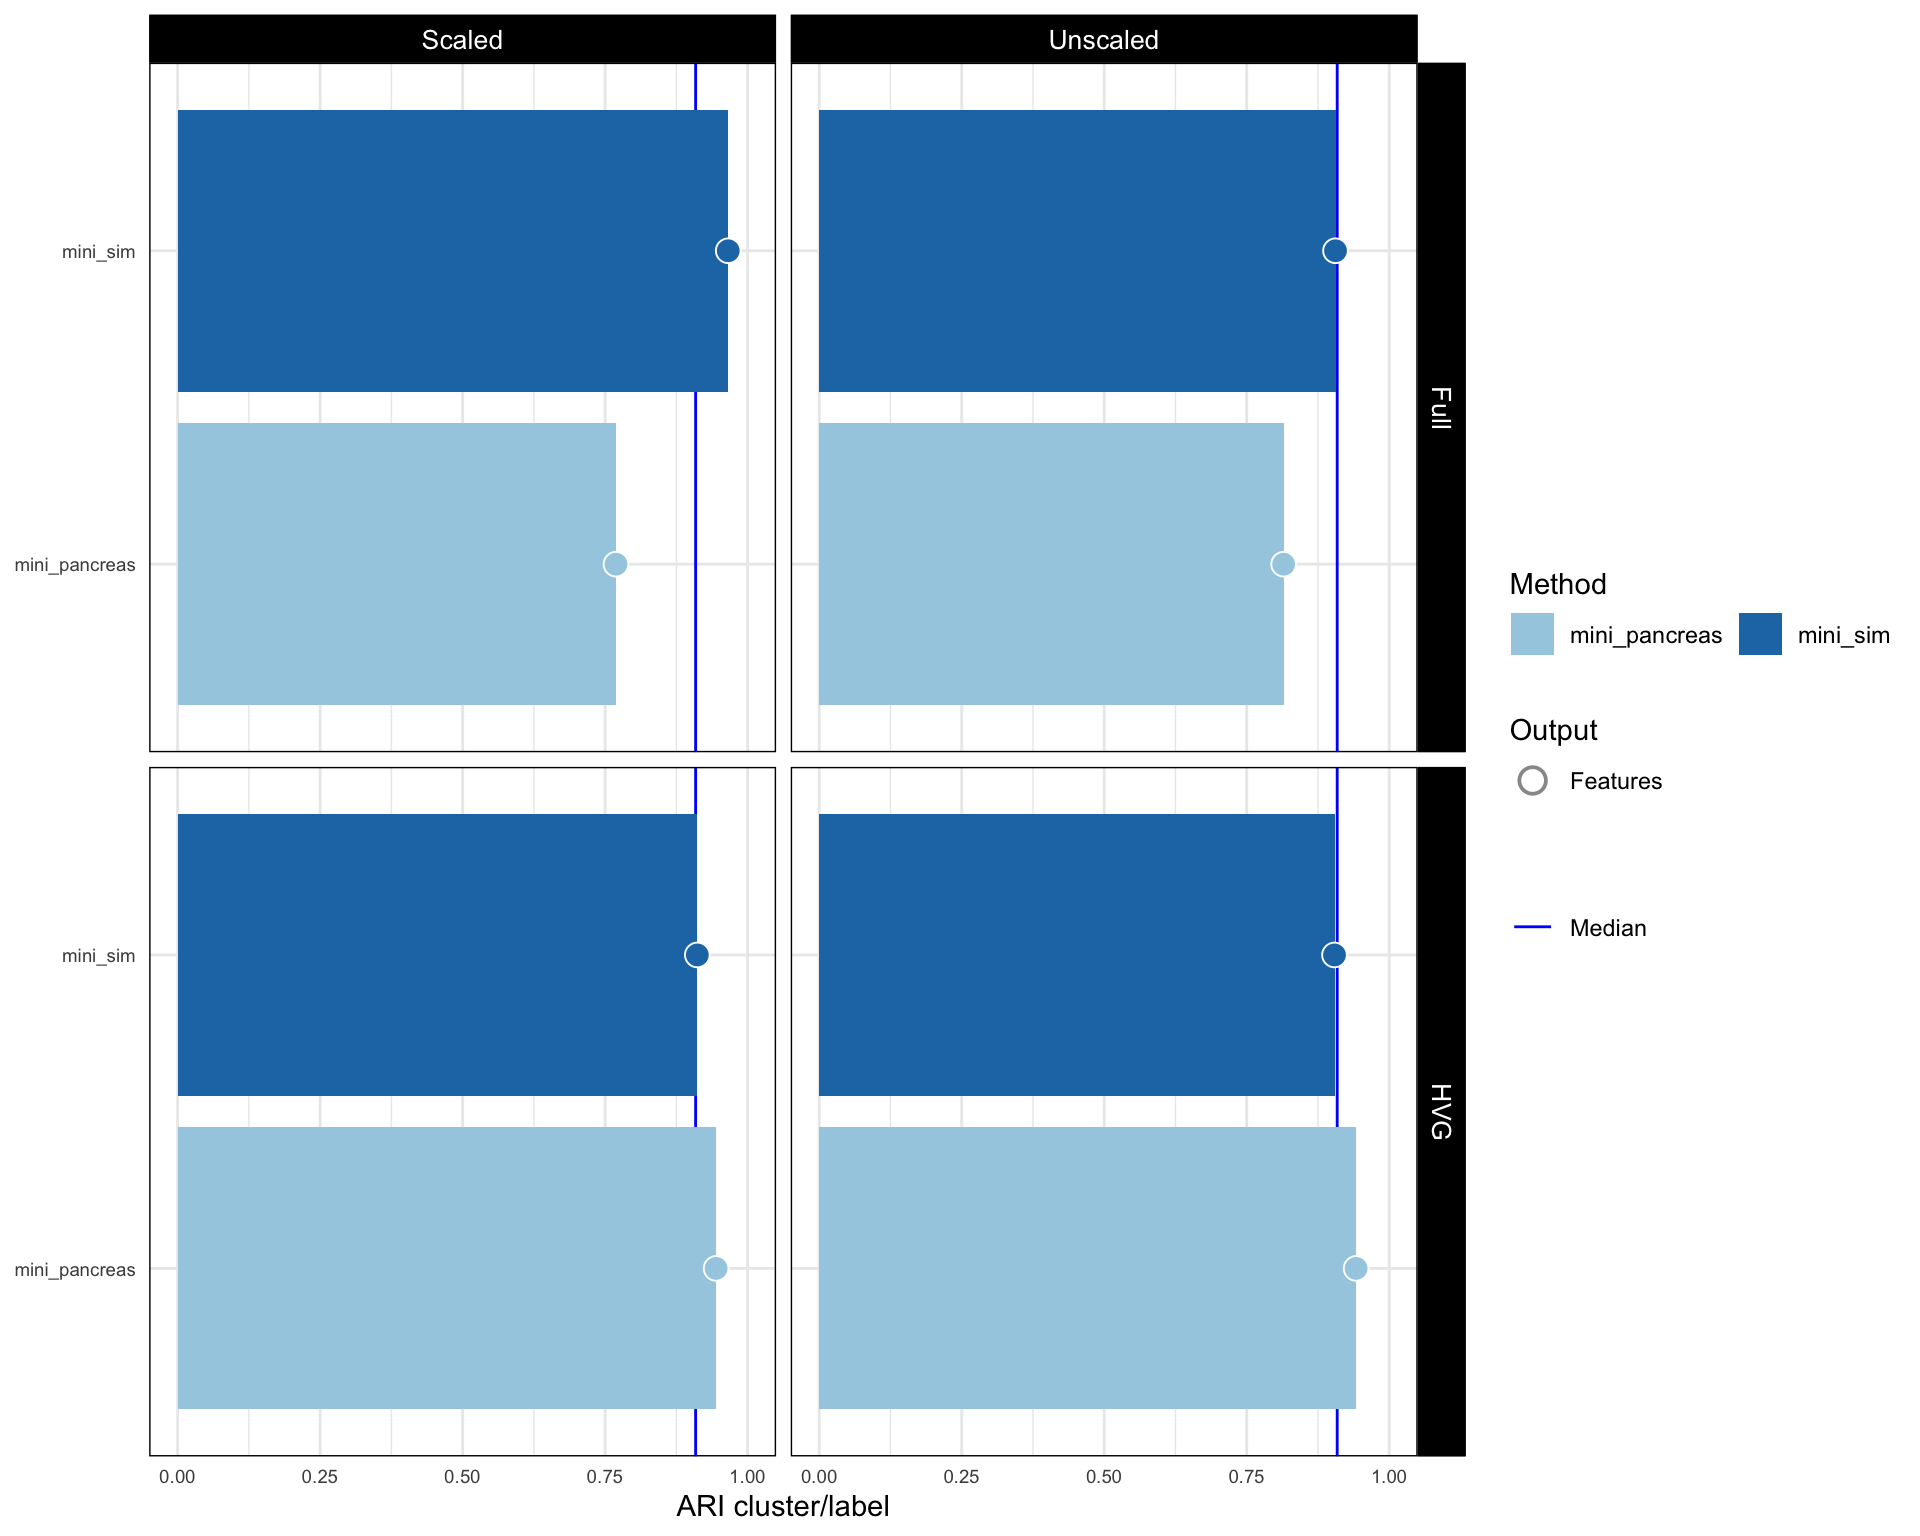 Scaled
Unscaled
mini_sim
mini_pancreas
Full
mini_sim
mini_pancreas
HVG
0.00 0.25 0.50 0.75 1.00
0.00 0.25 0.50 0.75 1.00
ARI cluster/label
Method
mini_pancreas
mini_sim
Output
Features
Median